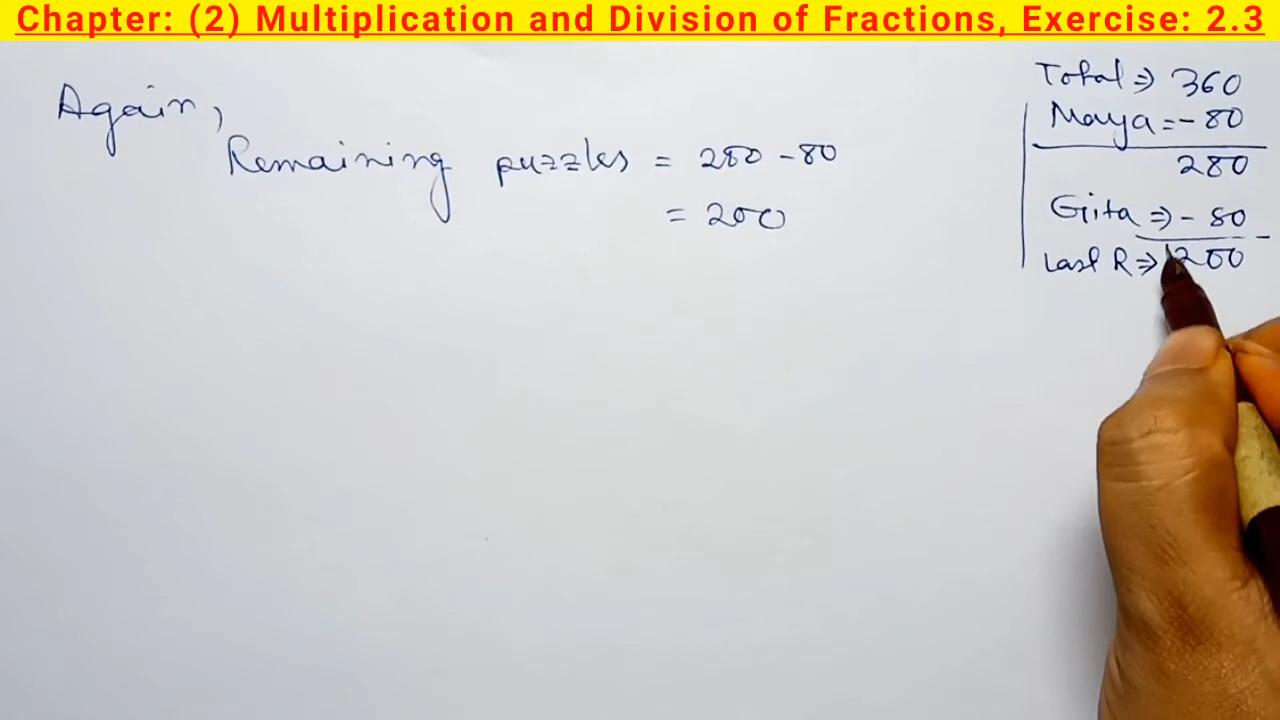 Chapter: (2) Multiplication and Division of Fractions, Exercise: 2.3
Again,
Remaining puzzles = 280 - 80
= 200
Total ⇒ 360
Maya = - 80
280
Gita ⇒ - 80
Last R ⇒ 200